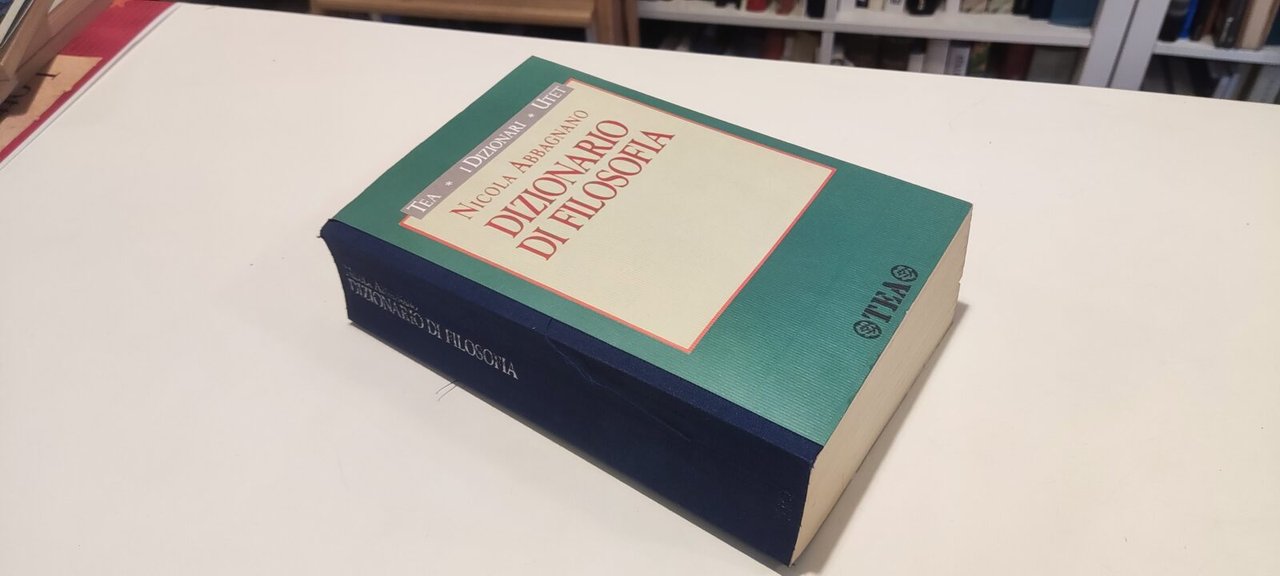 TEA * I DIZIONARI * UTET
NICOLA ABBAGNANO
DIZIONARIO
DI FILOSOFIA
TEA
DIZIONARIO DI FILOSOFIA